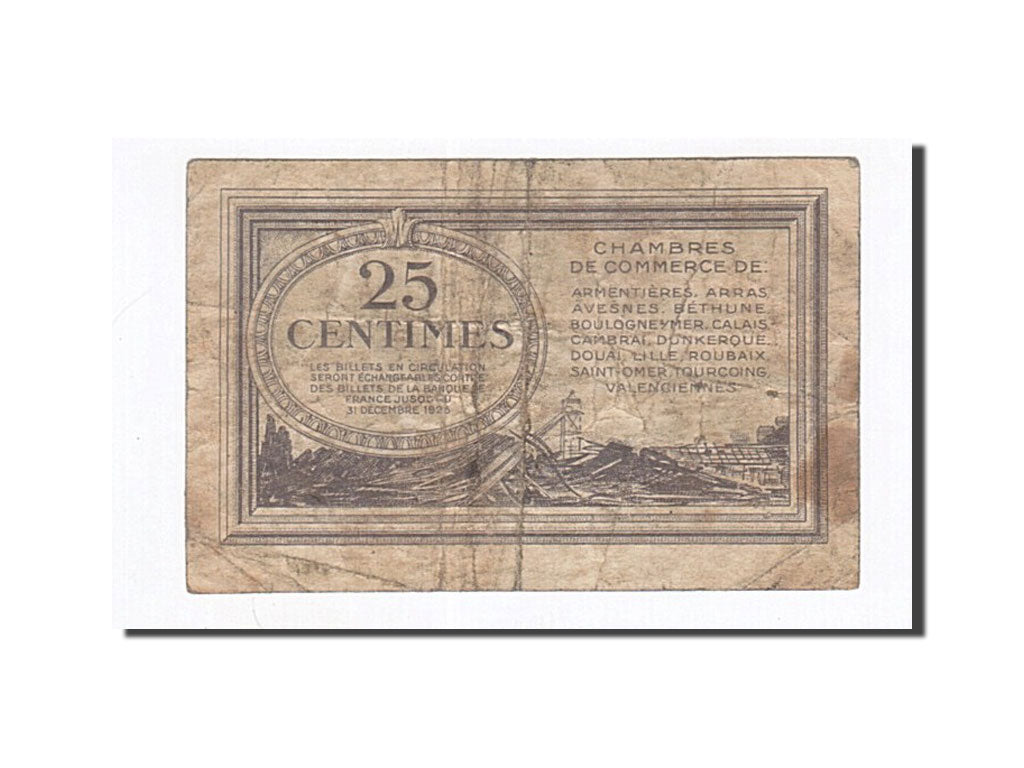 25
CENTIMES
LES BILLETS EN CIRCULATION
SERONT ÉCHANGEABLES CONTRE
DES BILLETS DE LA BANQUE DE
FRANCE JUSQU'AU
31 DÉCEMBRE 1925
CHAMBRES
DE COMMERCE DE:
ARMENTIÈRES, ARRAS,
AVESNES, BÉTHUNE,
BOULOGNE S/MER, CALAIS,
CAMBRAI, DUNKERQUE,
DOUAI, LILLE, ROUBAIX,
SAINT-OMER, TOURCOING,
VALENCIENNES